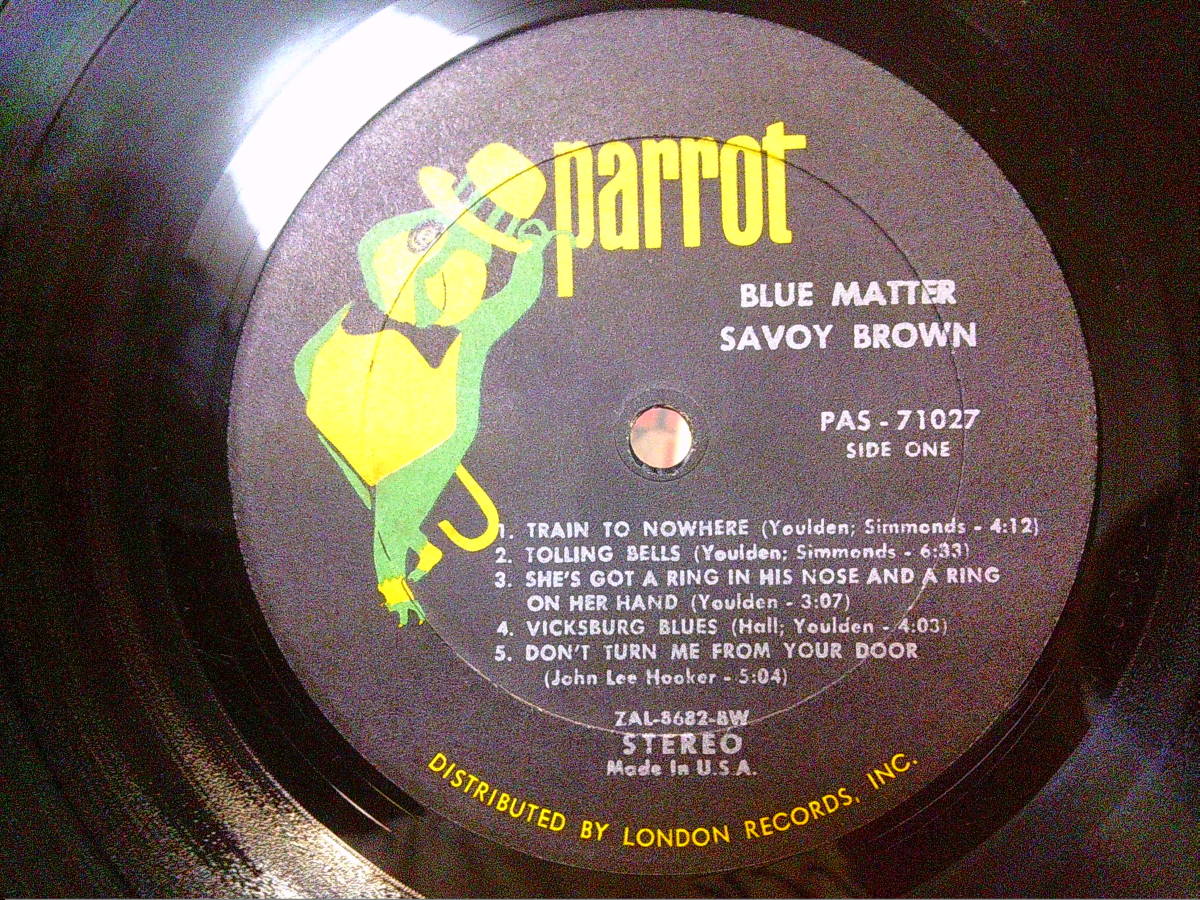 parrot
BLUE MATTER
SAVOY BROWN
PAS - 71027
SIDE ONE
1. TRAIN TO NOWHERE (Youlden; Simmonds - 4:12)
2. TOLLING BELLS (Youlden; Simmonds - 6:33)
3. SHE'S GOT A RING IN HIS NOSE AND A RING
ON HER HAND (Youlden - 3:07)
4. VICKSBURG BLUES (Hall; Youlden - 4:03)
5. DON'T TURN ME FROM YOUR DOOR
(John Lee Hooker - 5:04)
ZAL-8682-8W
STEREO
Made In U.S.A.
DISTRIBUTED BY LONDON RECORDS, INC.